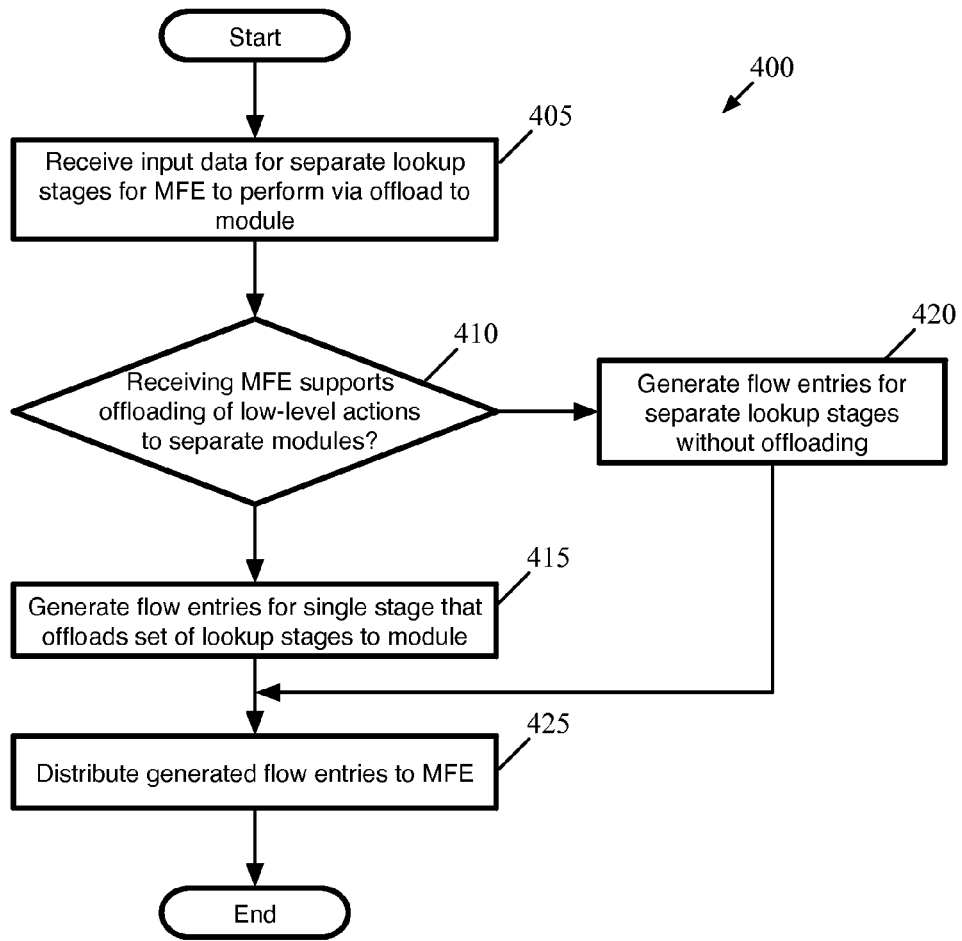 Start
400
405
Receive input data for separate lookup
stages for MFE to perform via offload to
module
410
Receiving MFE supports
offloading of low-level actions
to separate modules?
420
Generate flow entries for
separate lookup stages
without offloading
415
Generate flow entries for single stage that
offloads set of lookup stages to module
425
Distribute generated flow entries to MFE
End